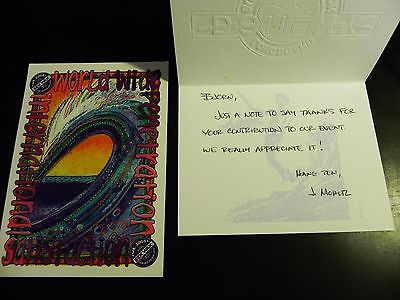 WORLD WIDE
SATISFACTION
BJORN,
JUST A NOTE TO SAY THANKS FOR
YOUR CONTRIBUTION TO OUR EVENT
WE REALLY APPRECIATE IT!
HANG TEN,
J. MORITZ